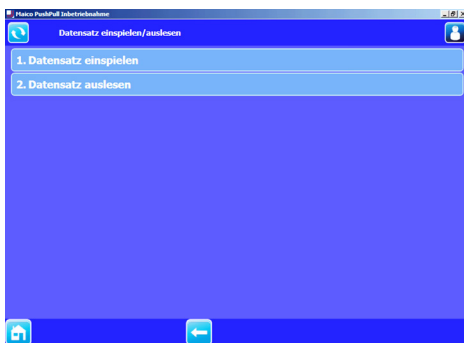 Maico PushPull Inbetriebnahme
Datensatz einspielen/auslesen
1. Datensatz einspielen
2. Datensatz auslesen